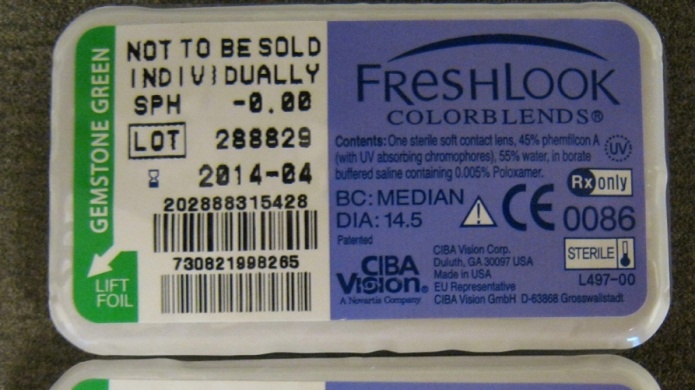 GEMSTONE GREEN
LIFT
FOIL
NOT TO BE SOLD
INDIVIDUALLY
SPH -0.00
LOT 288829
2014-04
202888315428
730821998265
FRESHLOOK
COLORBLENDS®
Contents: One sterile soft contact lens, 45% phemfilcon A
(with UV absorbing chromophores), 55% water, in borate
buffered saline containing 0.005% Poloxamer.
UV
Rx only
BC: MEDIAN
DIA: 14.5
Patented
CE 0086
STERILE
L497-00
CIBA
VISION®
A Novartis Company
CIBA Vision Corp.
Duluth, GA 30097 USA
Made in USA
EU Representative
CIBA Vision GmbH D-63868 Grosswallstadt